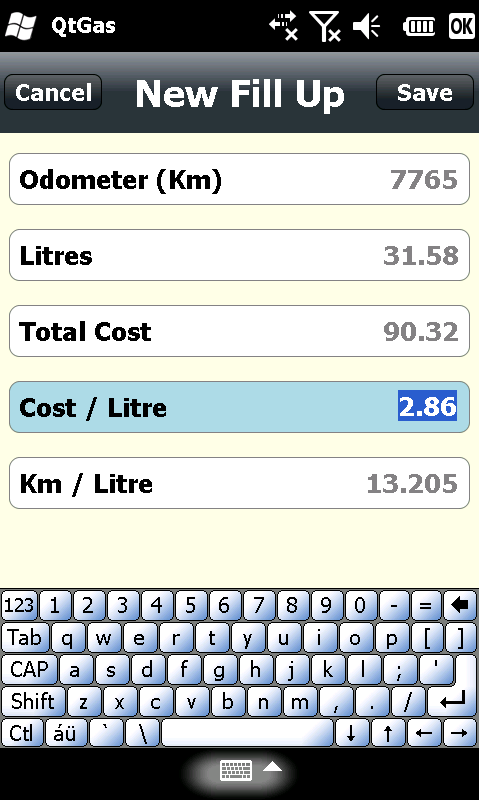 QtGas OK
Cancel New Fill Up Save
Odometer (Km) 7765
Litres 31.58
Total Cost 90.32
Cost / Litre 2.86
Km / Litre 13.205
123 1 2 3 4 5 6 7 8 9 0 - =
Tab q w e r t y u i o p [ ]
CAP a s d f g h j k l ; '
Shift z x c v b n m , . /
Ctl áü ` \ ↓ ↑ ← →